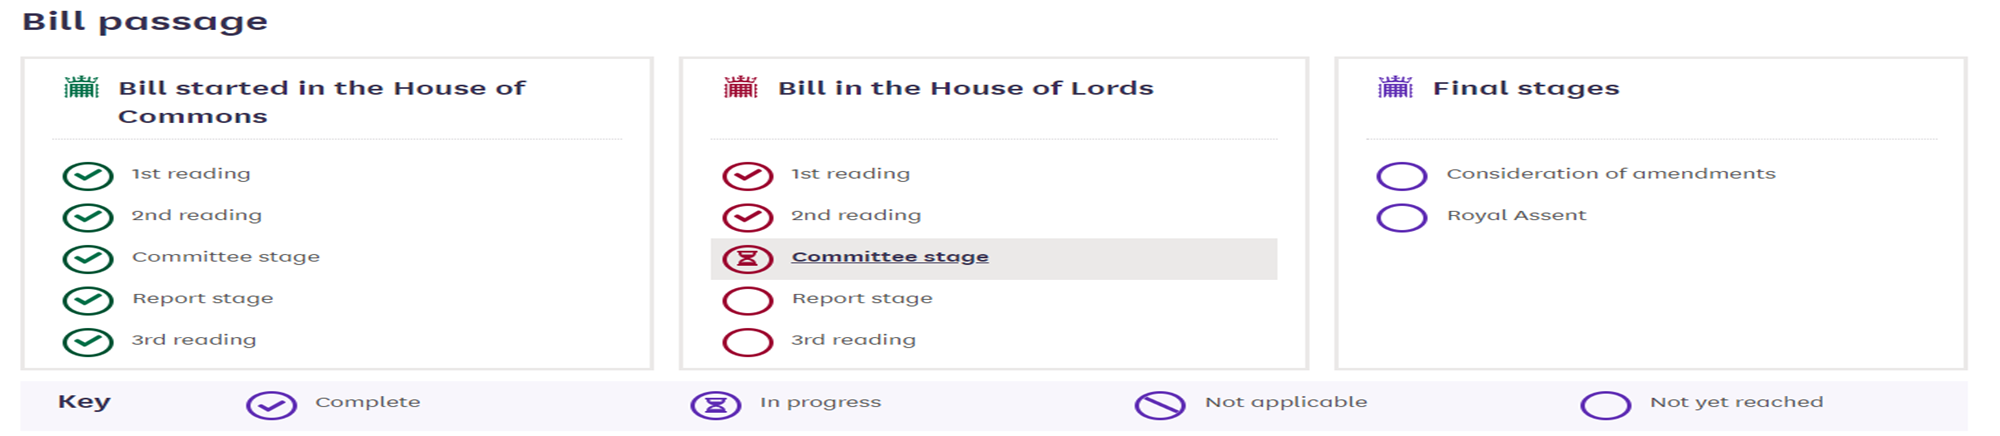 Bill passage
Bill started in the House of
Commons
1st reading
2nd reading
Committee stage
Report stage
3rd reading
Bill in the House of Lords
1st reading
2nd reading
Committee stage
Report stage
3rd reading
Final stages
Consideration of amendments
Royal Assent
Key
Complete
In progress
Not applicable
Not yet reached